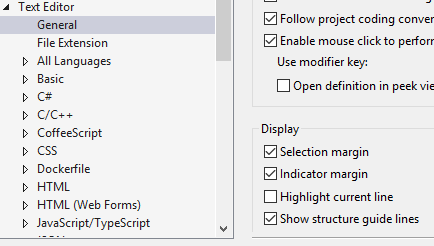 Text Editor
General
File Extension
All Languages
Basic
C#
C/C++
CoffeeScript
CSS
Dockerfile
HTML
HTML (Web Forms)
JavaScript/TypeScript
Follow project coding conver
Enable mouse click to perforn
Use modifier key:
Open definition in peek vie
Display
Selection margin
Indicator margin
Highlight current line
Show structure guide lines